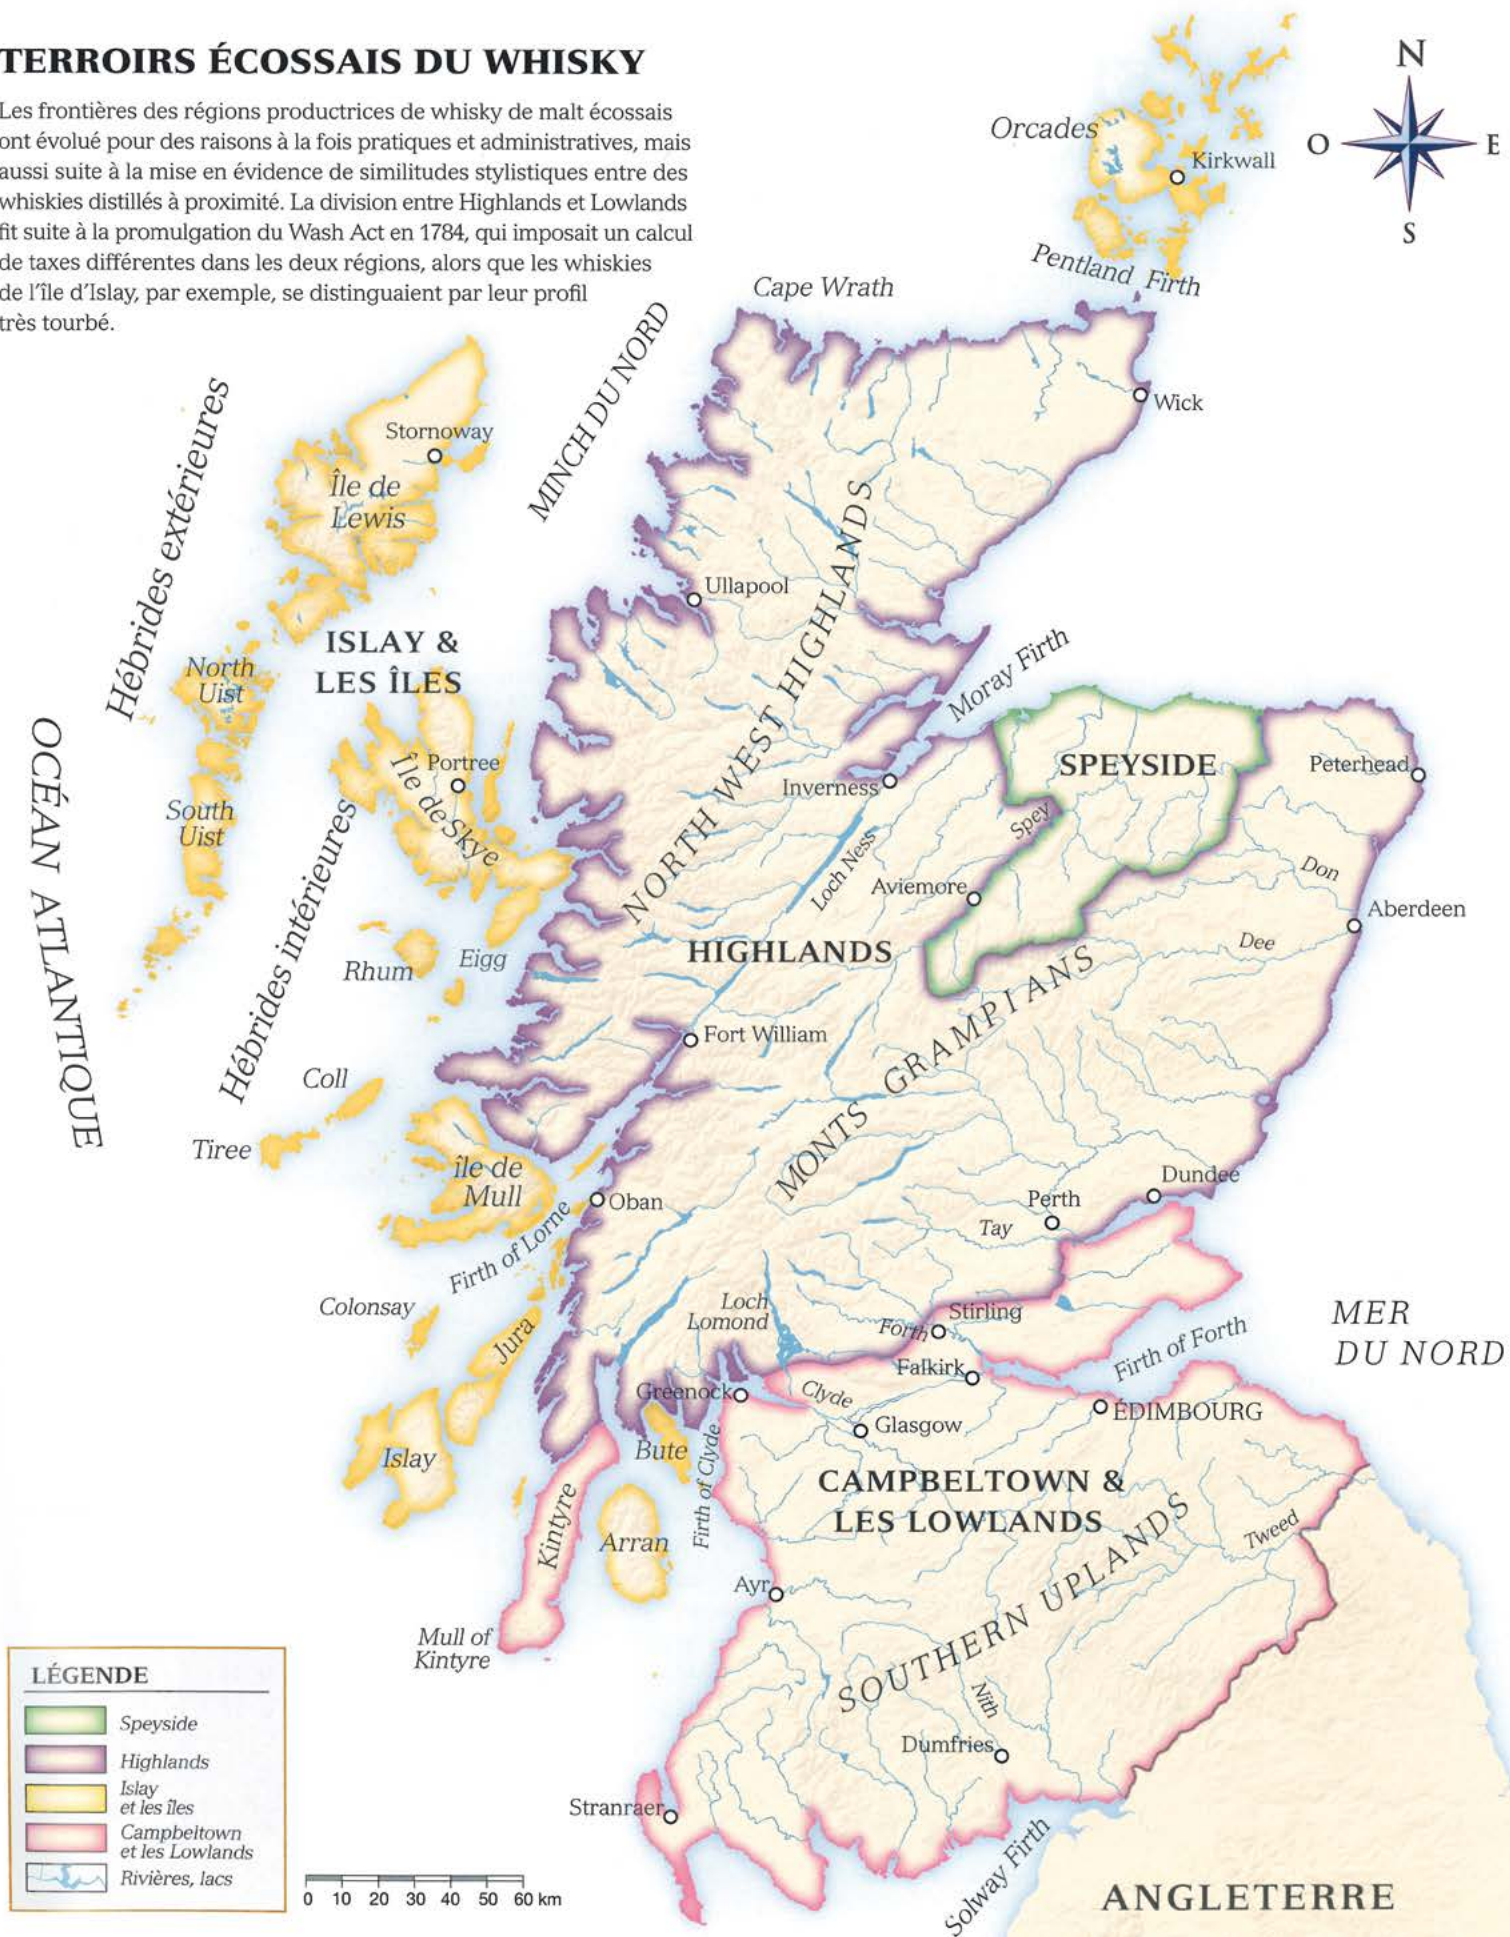 TERROIRS ÉCOSSAIS DU WHISKY
Les frontières des régions productrices de whisky de malt écossais
ont évolué pour des raisons à la fois pratiques et administratives, mais
aussi suite à la mise en évidence de similitudes stylistiques entre des
whiskies distillés à proximité. La division entre Highlands et Lowlands
fit suite à la promulgation du Wash Act en 1784, qui imposait un calcul
de taxes différentes dans les deux régions, alors que les whiskies
de l'île d'Islay, par exemple, se distinguaient par leur profil
très tourbé.
N
O
E
S
Orcades
Kirkwall
Pentland Firth
Cape Wrath
MINCH DU NORD
Wick
Hébrides extérieures
Stornoway
Île de
Lewis
Ullapool
ISLAY &
LES ÎLES
North
Uist
NORTH WEST HIGHLANDS
Moray Firth
OCÉAN ATLANTIQUE
Portree
Île de Skye
SPEYSIDE
Peterhead
Inverness
South
Uist
Hébrides intérieures
Spey
Loch Ness
Don
Aviemore
Aberdeen
HIGHLANDS
Dee
Rhum
Eigg
MONTS GRAMPIANS
Fort William
Coll
Tiree
île de
Mull
Oban
Firth of Lorne
Dundee
Perth
Tay
Colonsay
Jura
Loch
Lomond
Stirling
Forth
Falkirk
Firth of Forth
MER
DU NORD
Greenock
Clyde
Glasgow
ÉDIMBOURG
Islay
Bute
Firth of Clyde
CAMPBELTOWN &
LES LOWLANDS
Kintyre
Arran
Tweed
Ayr
SOUTHERN UPLANDS
Mull of
Kintyre
Nith
Dumfries
Stranraer
Solway Firth
ANGLETERRE
LÉGENDE
Speyside
Highlands
Islay
et les îles
Campbeltown
et les Lowlands
Rivières, lacs
0 10 20 30 40 50 60 km